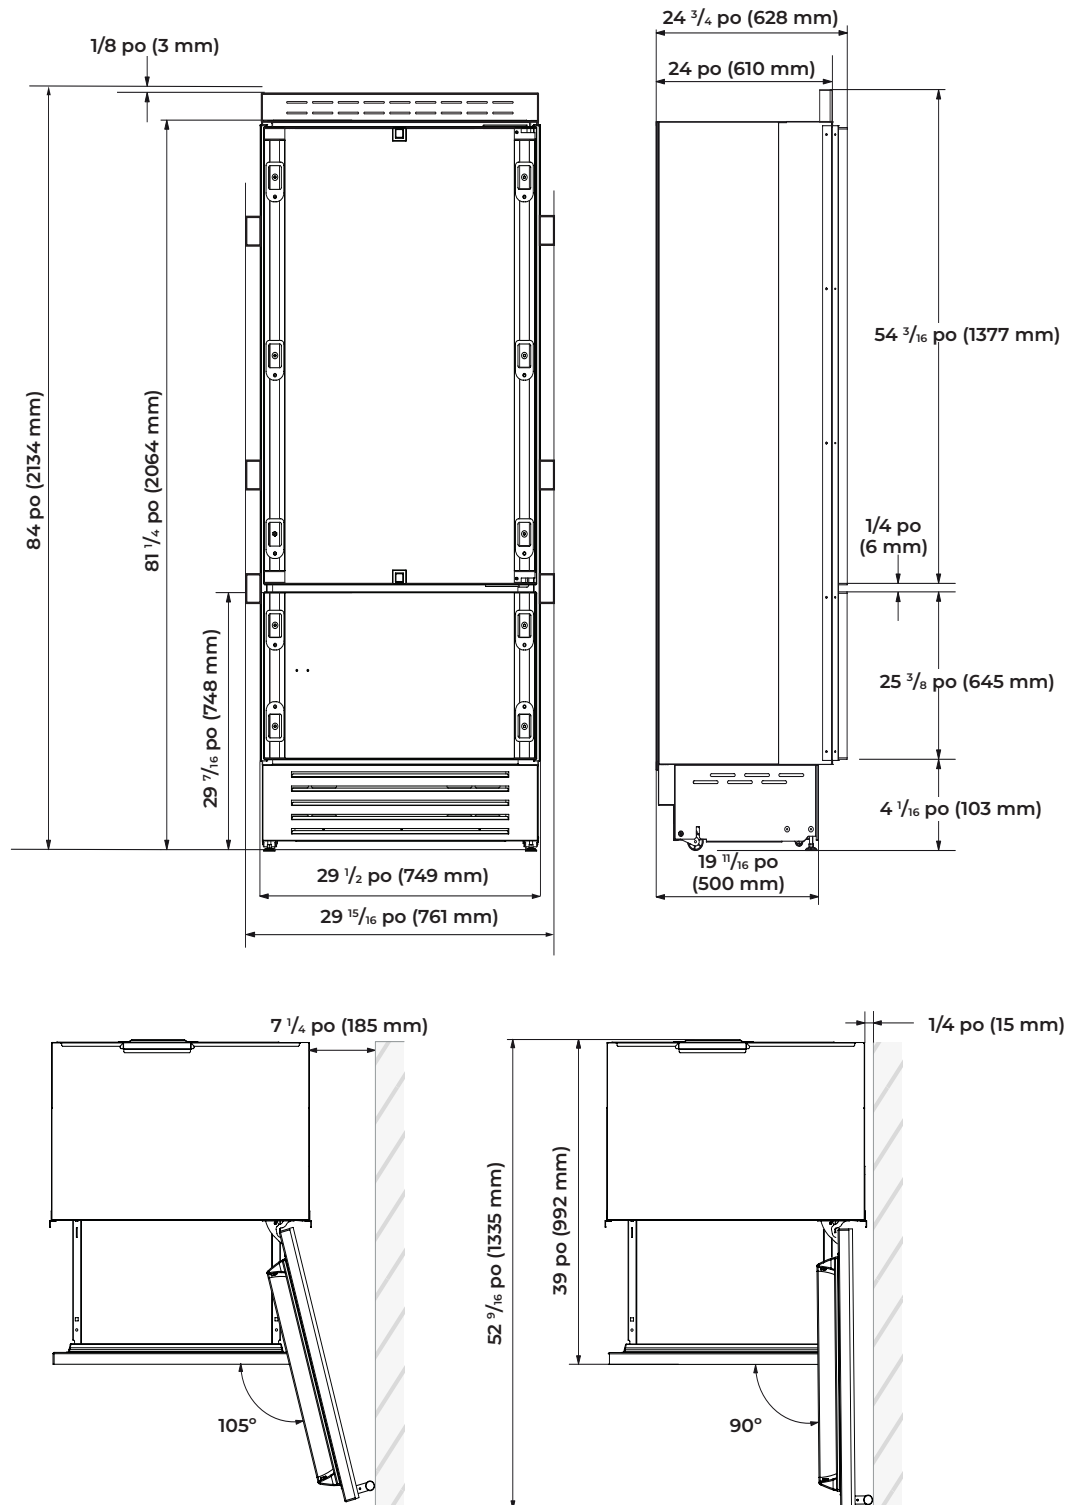 24 3/4 po (628 mm)
1/8 po (3 mm)
24 po (610 mm)
54 3/16 po (1377 mm)
84 po (2134 mm)
81 1/4 po (2064 mm)
1/4 po
(6 mm)
29 7/16 po (748 mm)
25 3/8 po (645 mm)
4 1/16 po (103 mm)
29 1/2 po (749 mm)
19 11/16 po
(500 mm)
29 15/16 po (761 mm)
7 1/4 po (185 mm)
1/4 po (15 mm)
52 9/16 po (1335 mm)
39 po (992 mm)
105º
90º